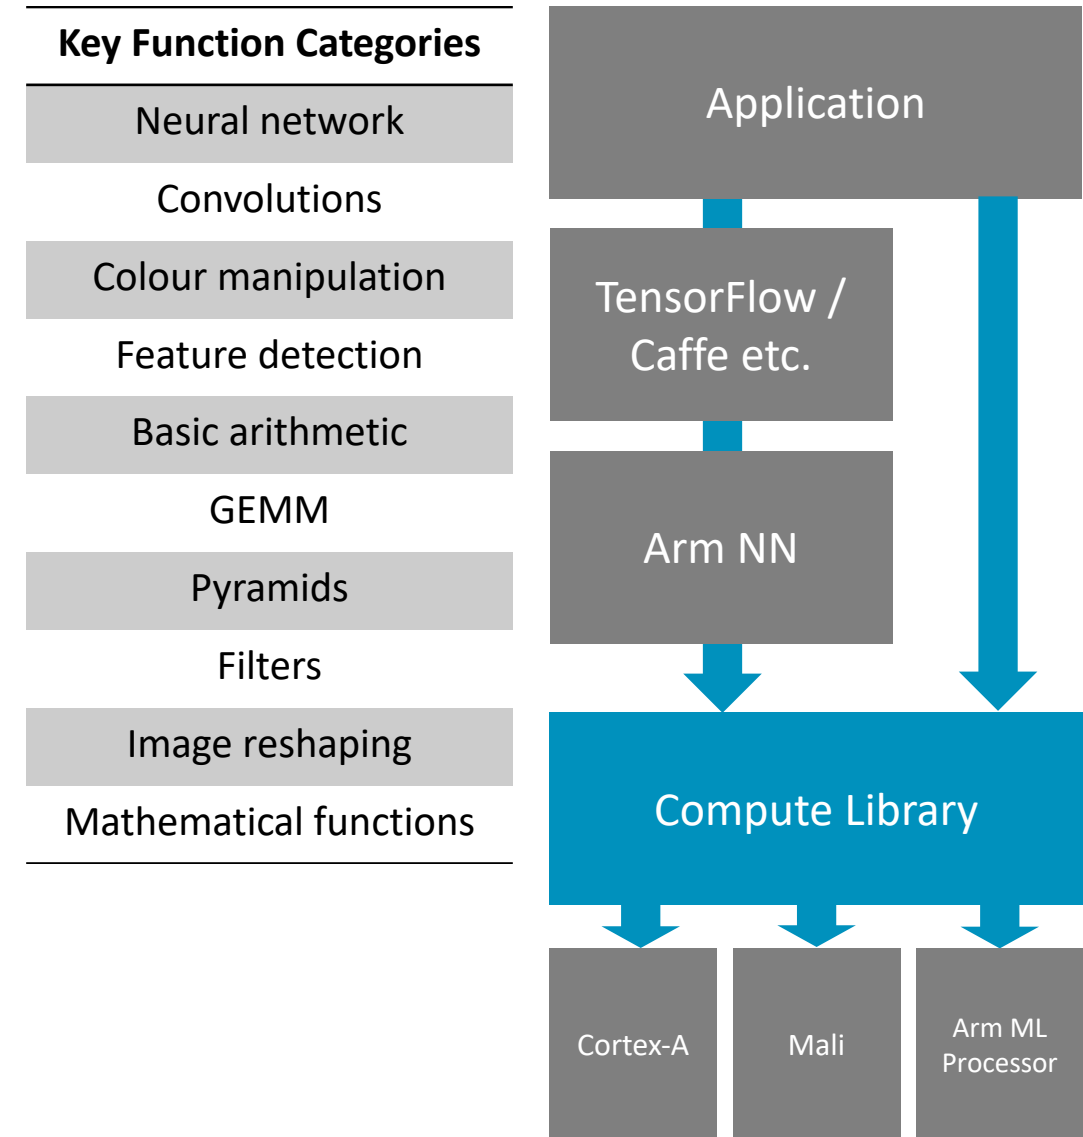 Key Function Categories
Neural network
Convolutions
Colour manipulation
Feature detection
Basic arithmetic
GEMM
Pyramids
Filters
Image reshaping
Mathematical functions
Application
TensorFlow /
Caffe etc.
Arm NN
Compute Library
Cortex-A
Mali
Arm ML
Processor